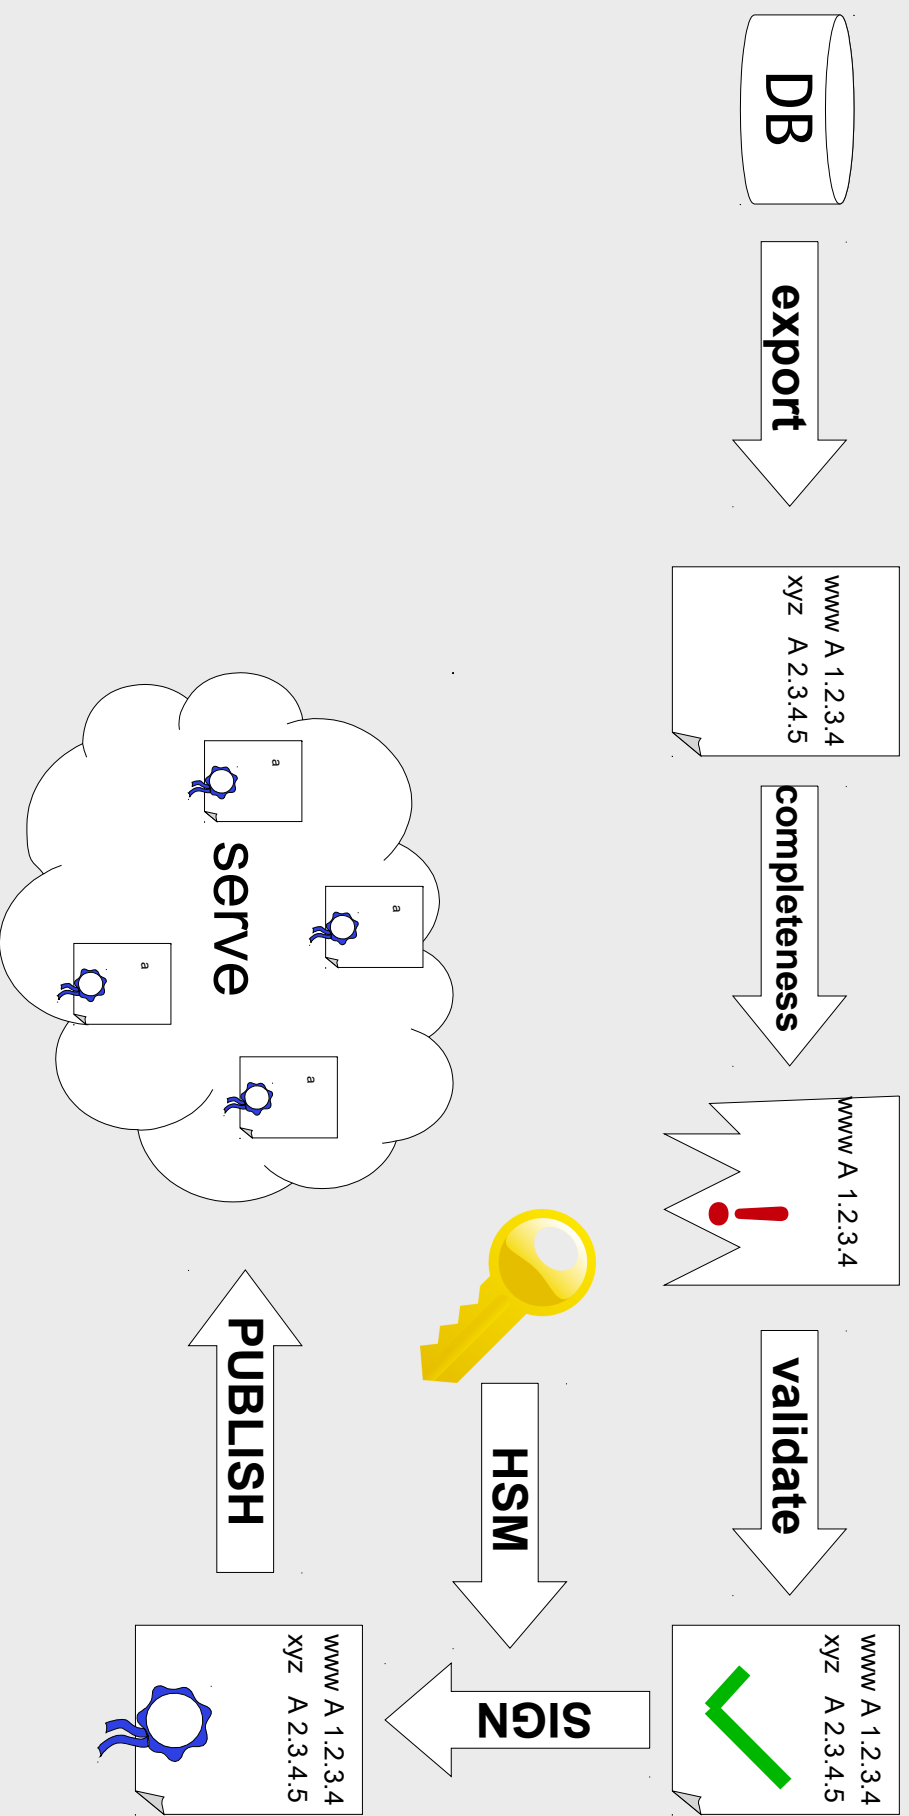 DB
export
www A 1.2.3.4
xyz A 2.3.4.5
completeness
www A 1.2.3.4
!
validate
www A 1.2.3.4
xyz A 2.3.4.5
HSM
SIGN
www A 1.2.3.4
xyz A 2.3.4.5
PUBLISH
serve
a
a
a
a